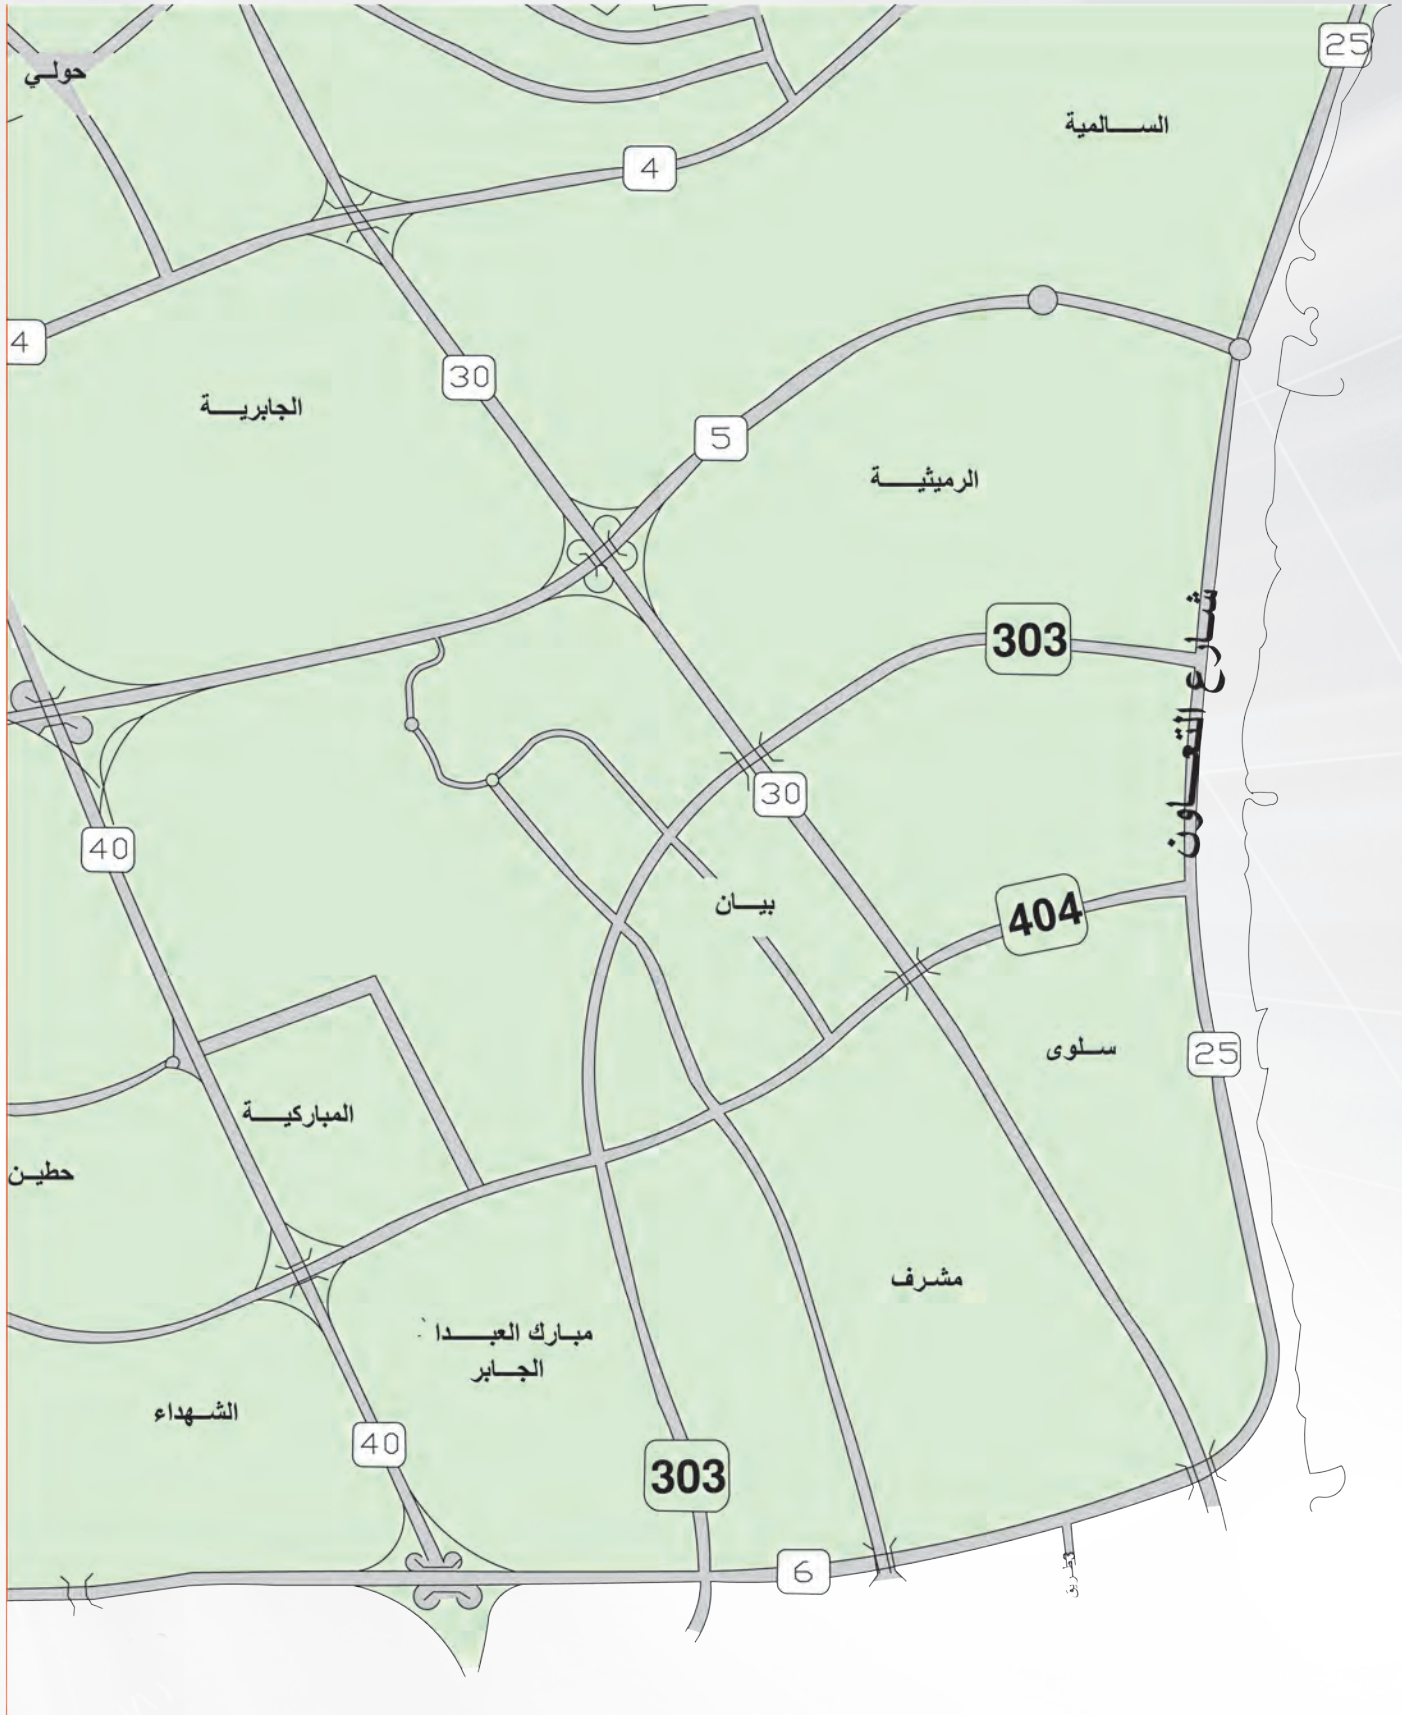 25
حولي
السالمية
4
4
30
الجابرية
5
الرميثية
303
شارع التعاون
30
40
بيان
404
سلوى
25
المباركية
حطين
مشرف
مبارك العبدا
الجابر
الشهداء
40
303
6